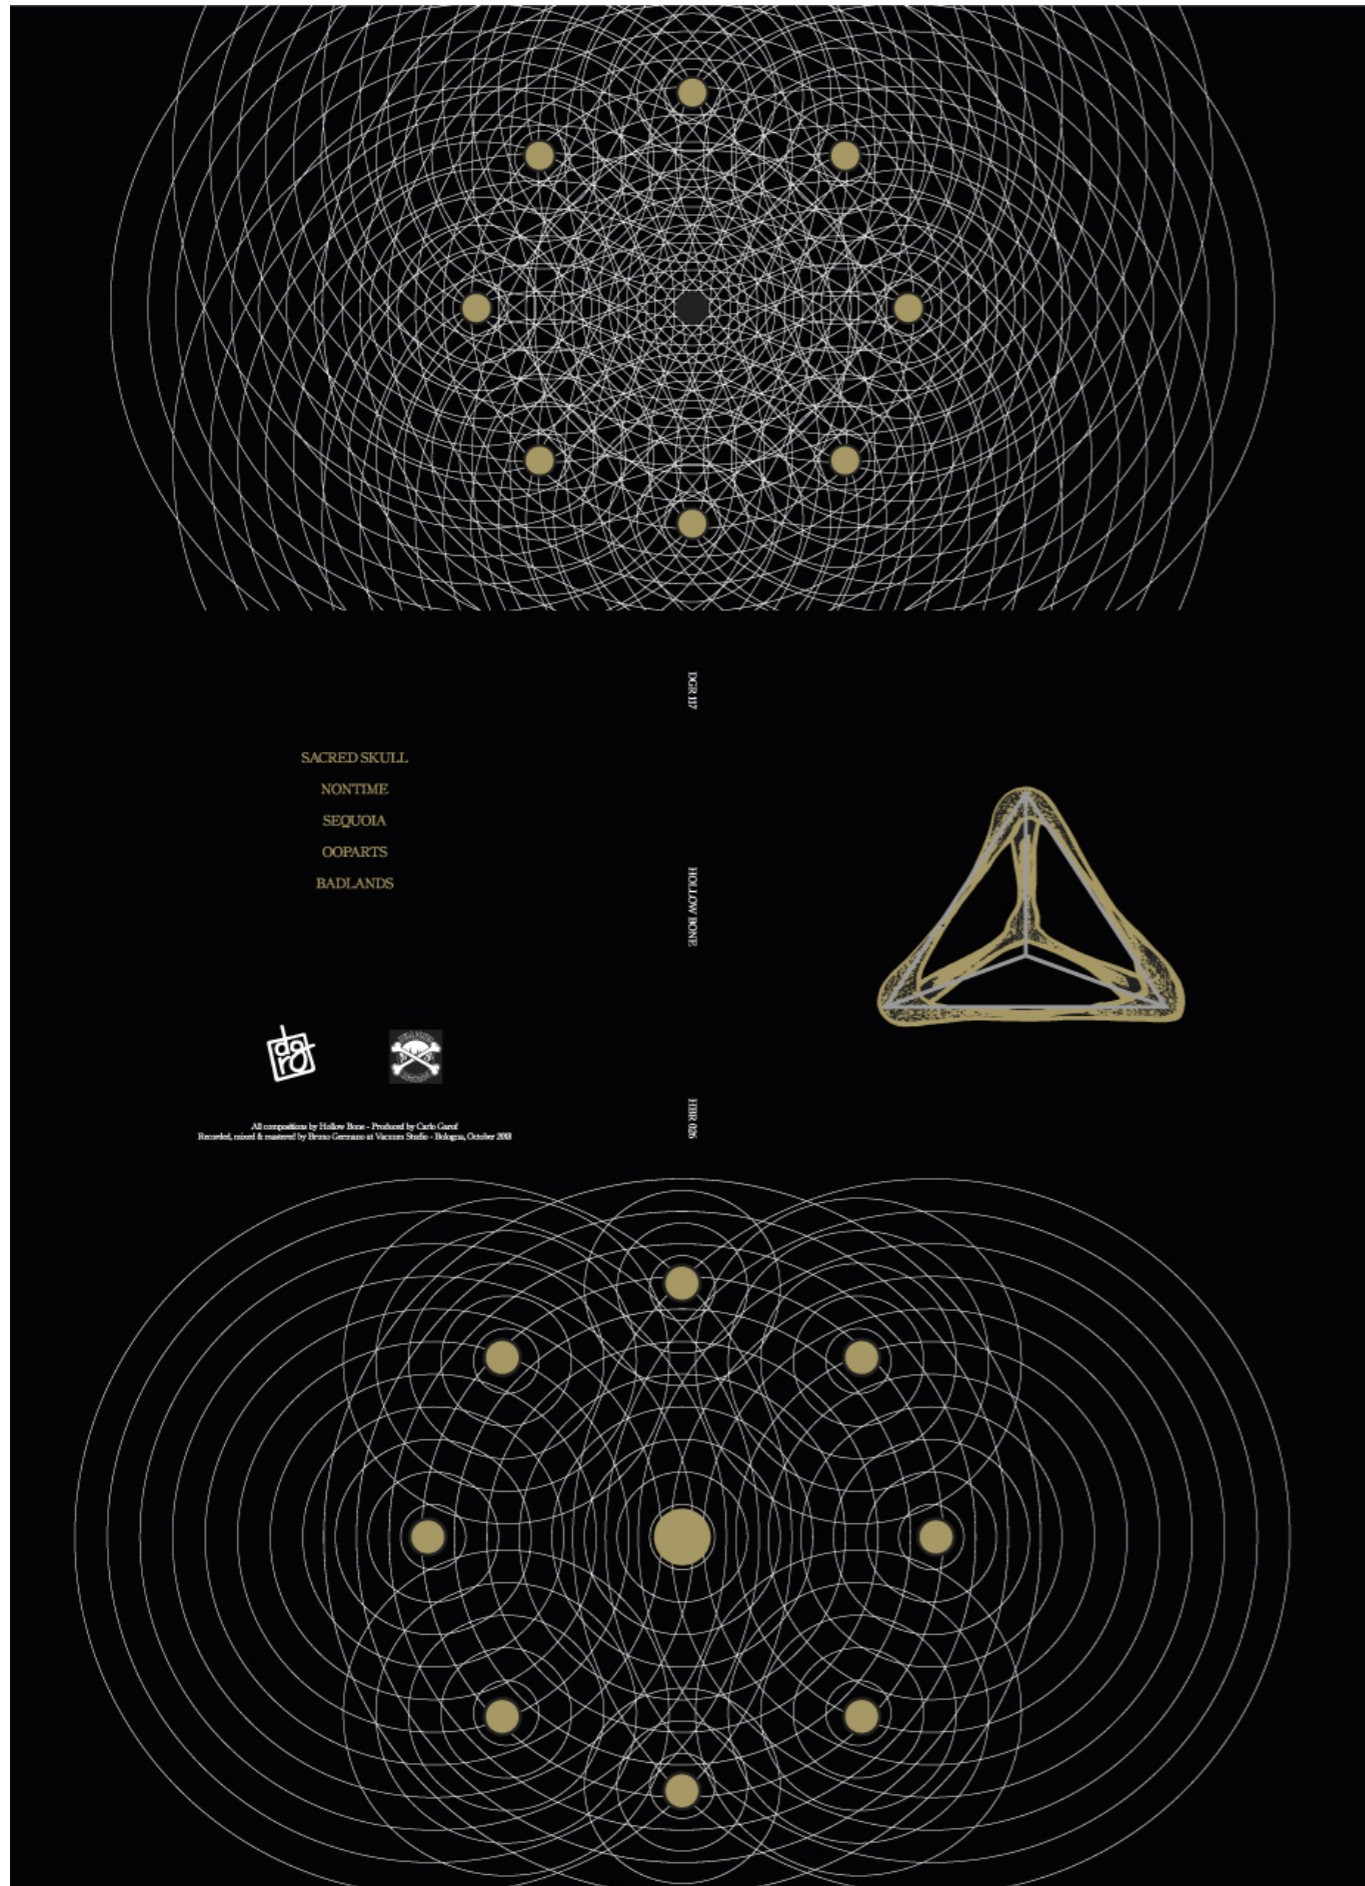 DGR 117
SACRED SKULL
NONTIME
SEQUOIA
OOPARTS
BADLANDS
HOLLOW BONE
dgro
HBR 026
All compositions by Hollow Bone - Produced by Carlo Garof
Recorded, mixed & mastered by Bruno Germano at Vacuum Studio - Bologna, October 2018